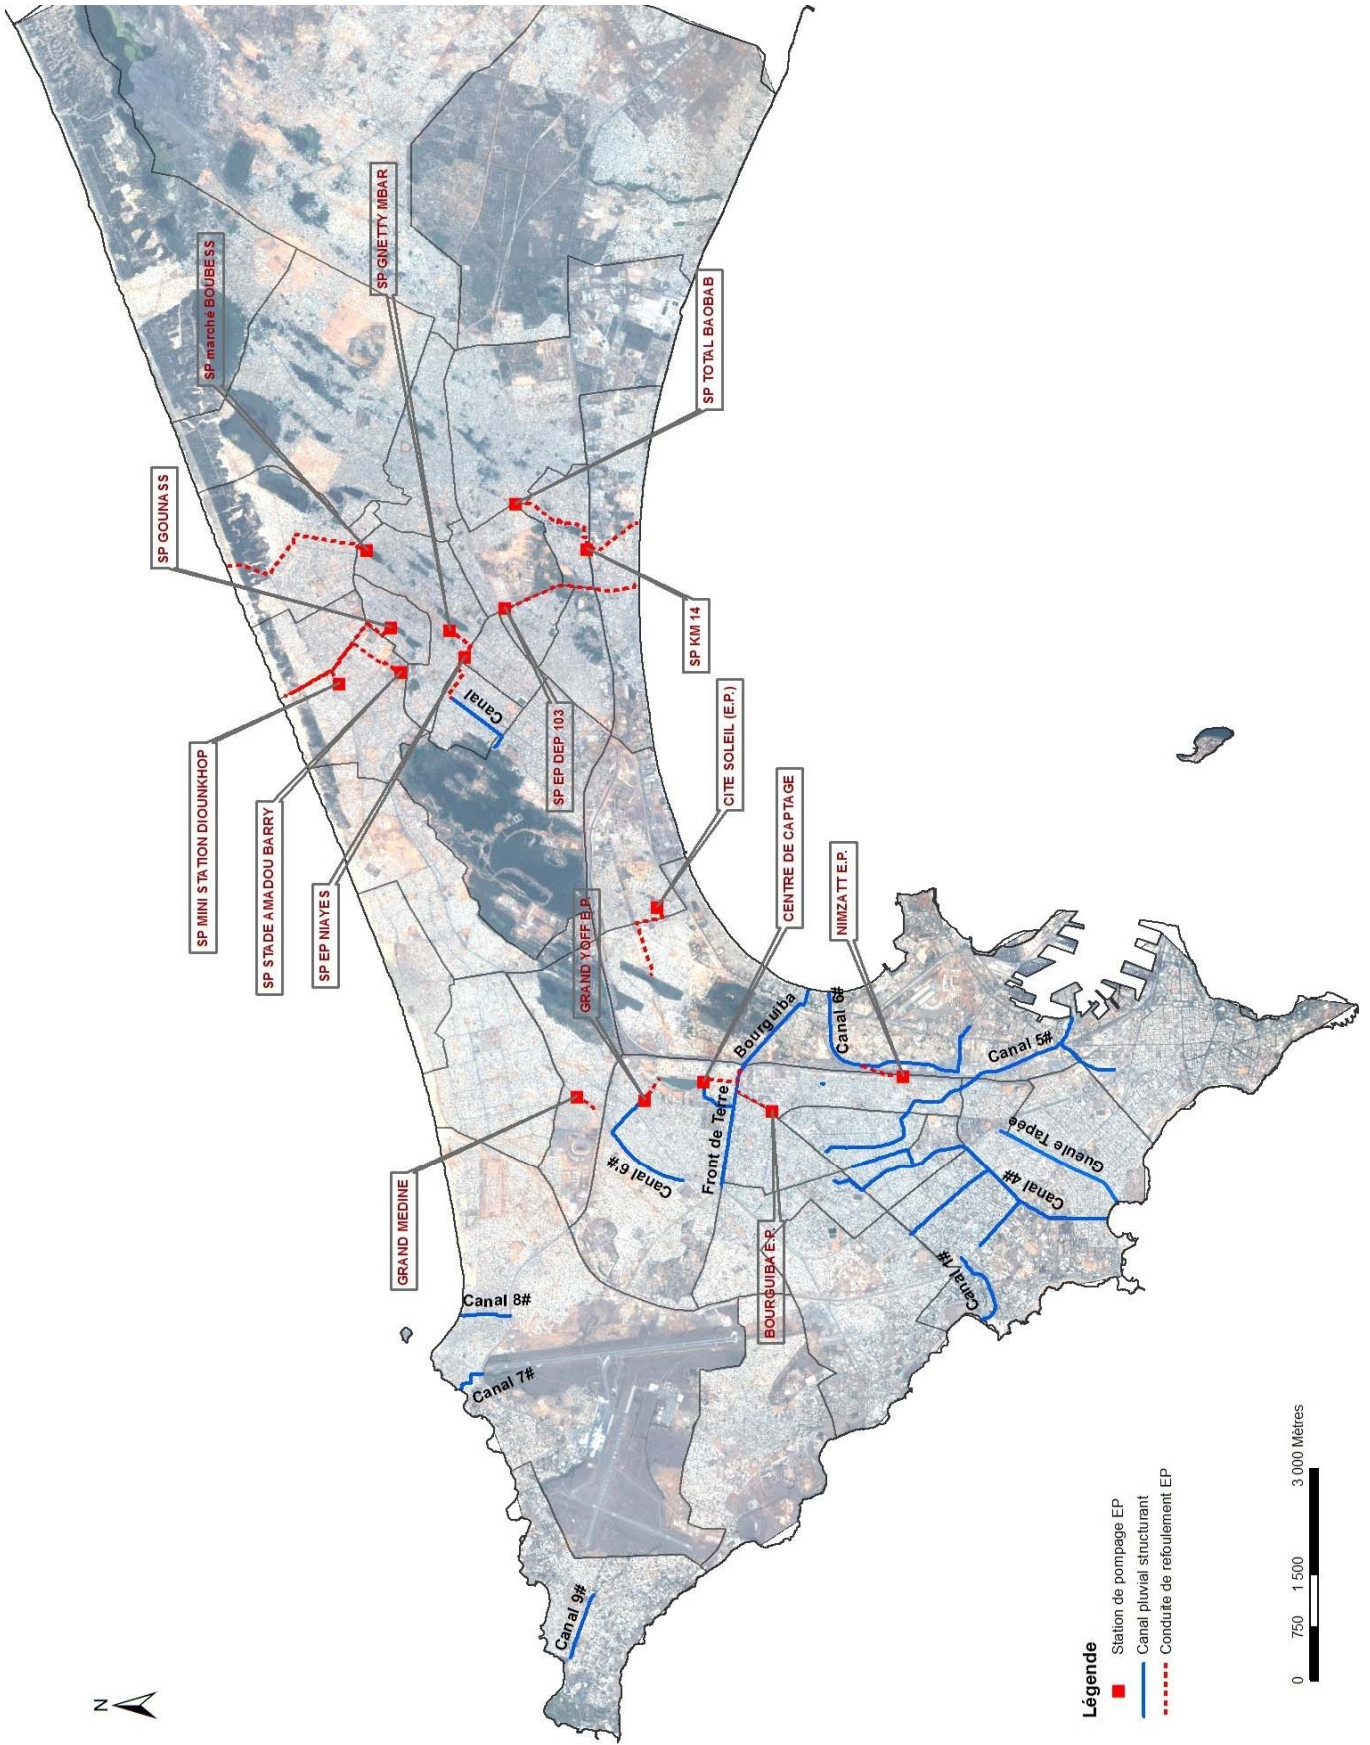 N
SP marché BOUBESS
SP GNETTY MBAR
SP TOTAL BAOBAB
SP GOUNASS
SP KM 14
SP MINI STATION DIOUNKHOP
SP STADE AMADOU BARRY
SP EP NIAYES
Canal
SP EP DEP 103
CITE SOLEIL (E.P.)
GRAND YOFF E.P.
CENTRE DE CAPTAGE
NIMZATT E.P.
GRAND MEDINE
BOURGUIBA E.P.
Bourguiba
Front de Terre
Canal 6#
Canal 6'#
Canal 5#
Gueule Tapée
Canal 4#
Canal 1#
Canal 8#
Canal 7#
Canal 9#
Légende
Station de pompage EP
Canal pluvial structurant
Conduite de refoulement EP
0 750 1 500 3 000 Mètres